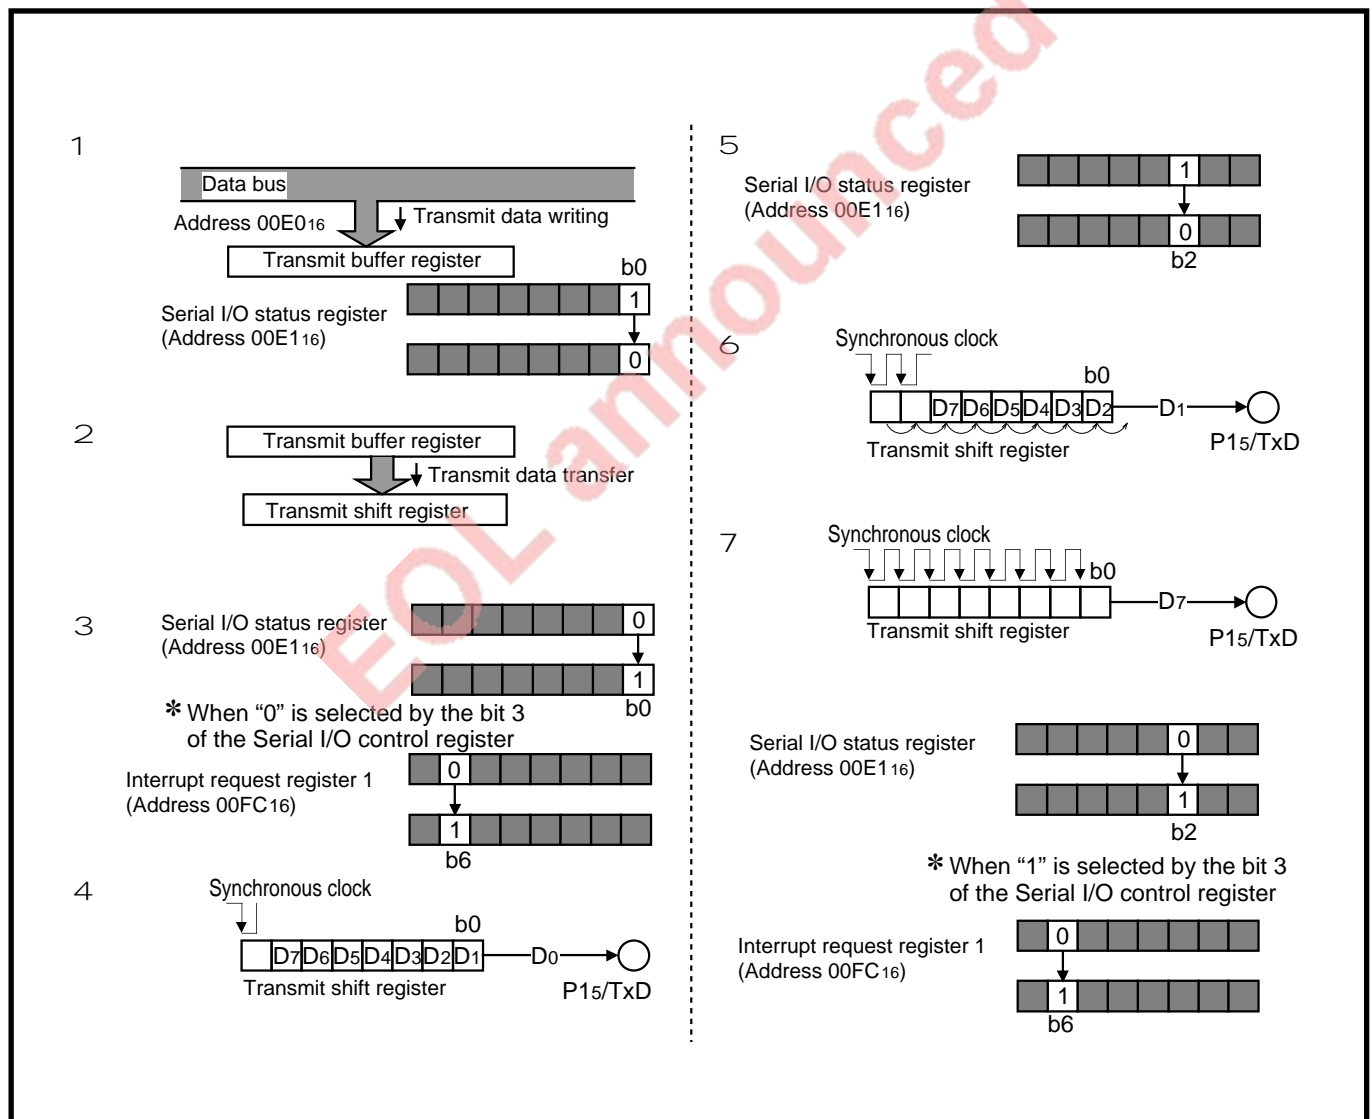 EOL announced
1
Data bus
Address 00E016
Transmit data writing
Transmit buffer register
b0
Serial I/O status register
(Address 00E116)
1
0
2
Transmit buffer register
Transmit data transfer
Transmit shift register
3
Serial I/O status register
(Address 00E116)
0
1
b0
* When “0” is selected by the bit 3
of the Serial I/O control register
Interrupt request register 1
(Address 00FC16)
0
1
b6
4
Synchronous clock
b0
D7 D6 D5 D4 D3 D2 D1
D0
Transmit shift register
P15/TxD
5
Serial I/O status register
(Address 00E116)
1
0
b2
6
Synchronous clock
b0
D7 D6 D5 D4 D3 D2
D1
Transmit shift register
P15/TxD
7
Synchronous clock
b0
D7
Transmit shift register
P15/TxD
Serial I/O status register
(Address 00E116)
0
1
b2
* When “1” is selected by the bit 3
of the Serial I/O control register
Interrupt request register 1
(Address 00FC16)
0
1
b6